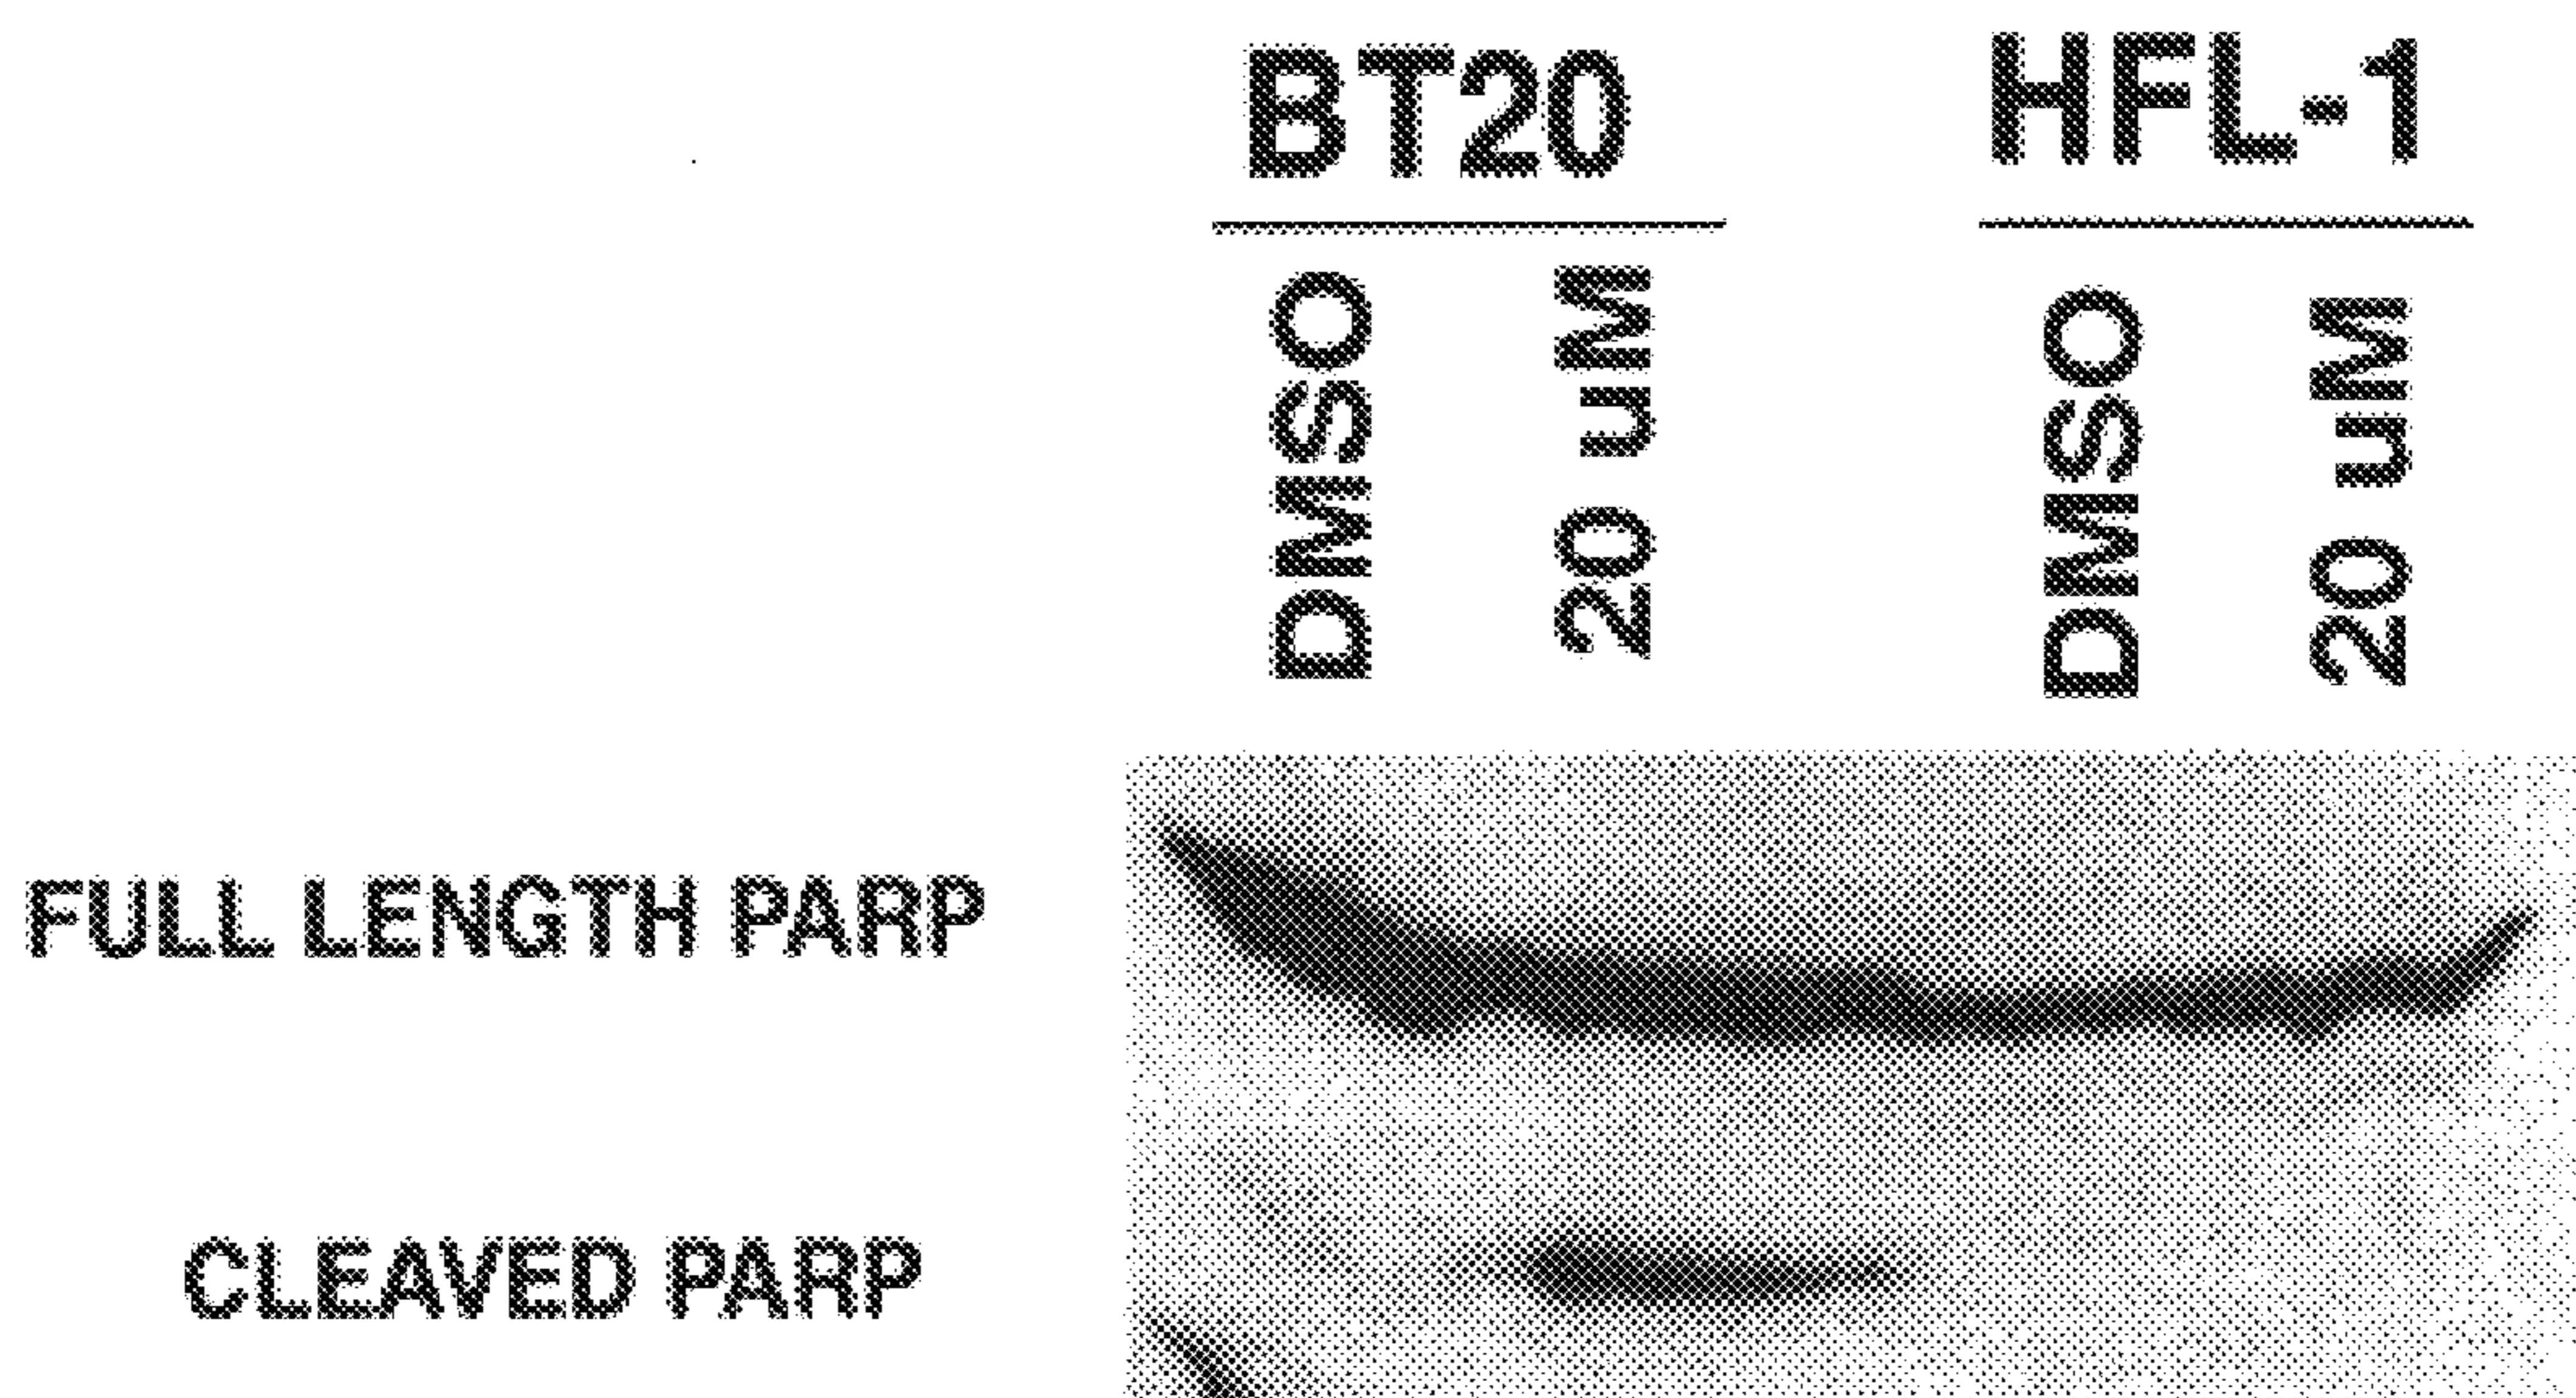 BT20 HFL-1
DMSO 20 uM DMSO 20 uM
FULL LENGTH PARP
CLEAVED PARP